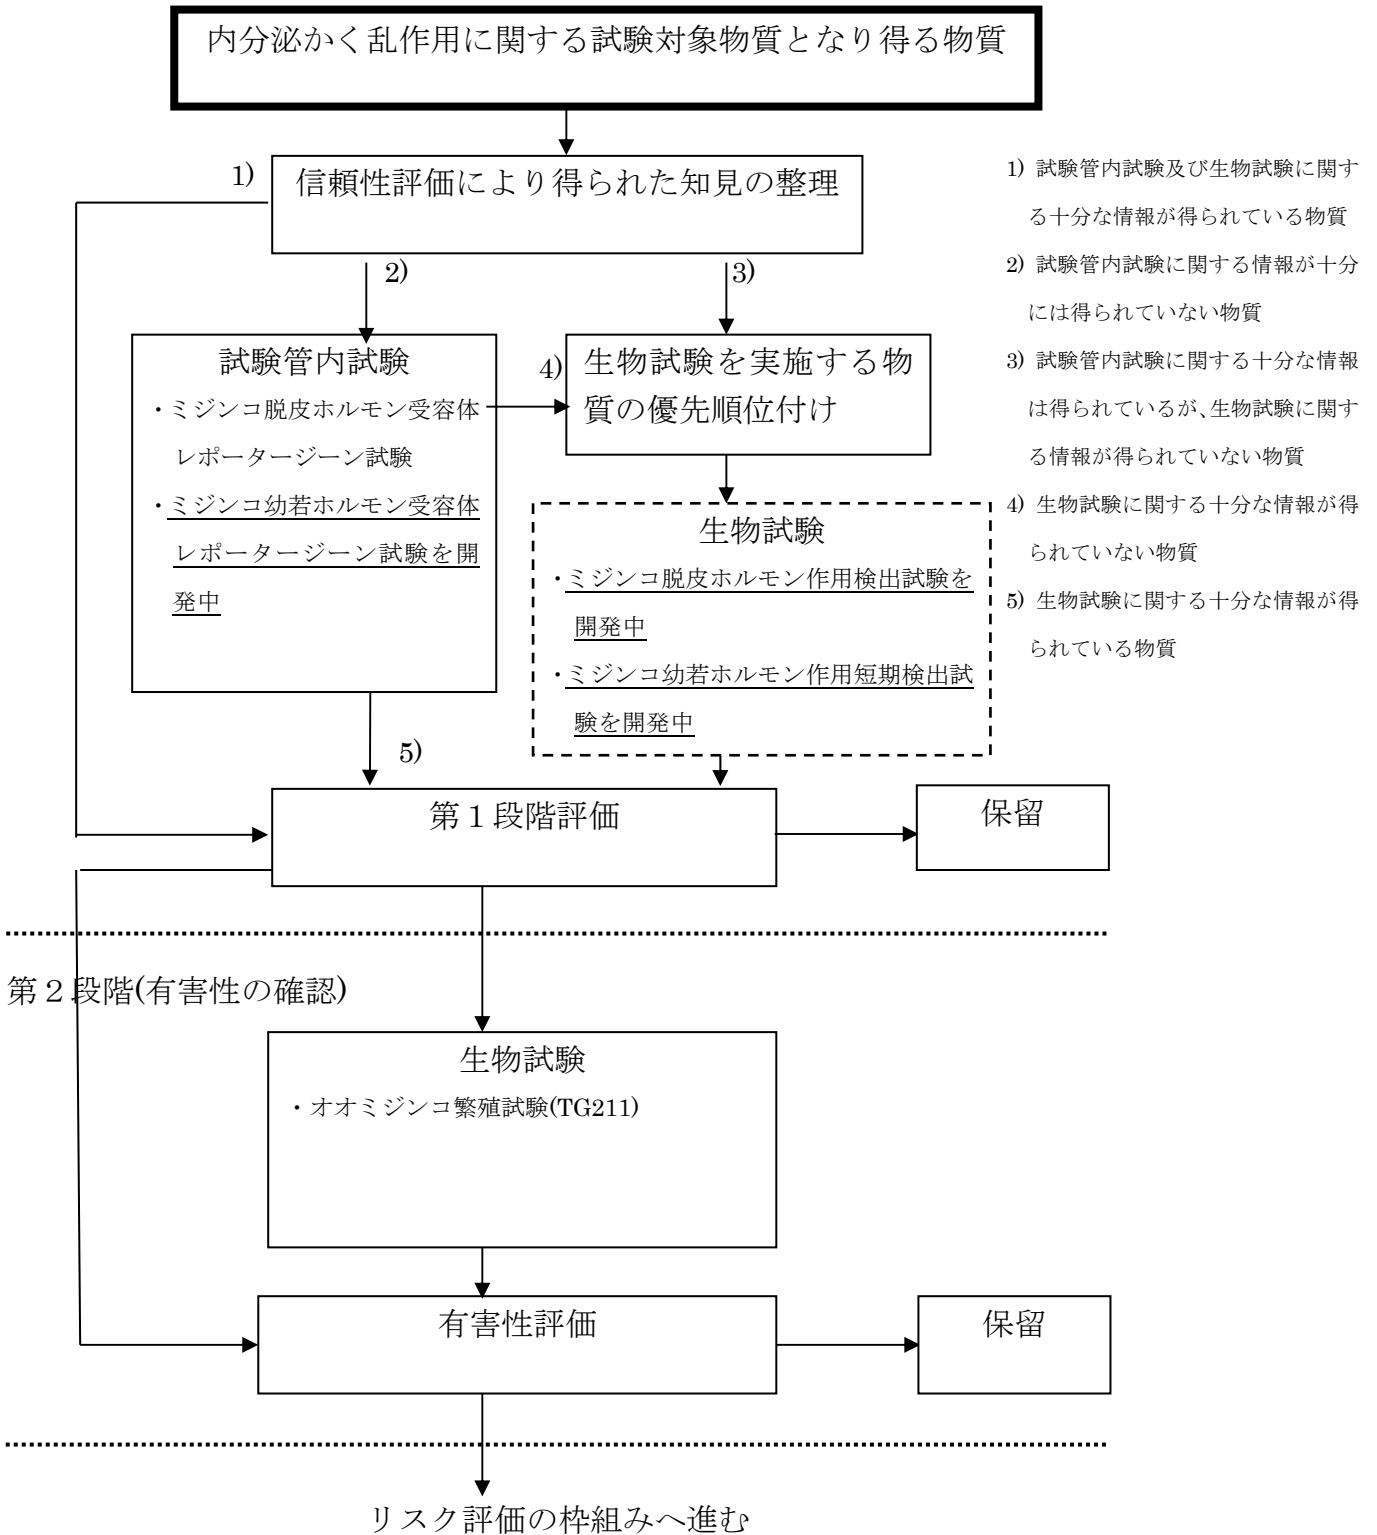 内分泌かく乱作用に関する試験対象物質となり得る物質
1)
信頼性評価により得られた知見の整理
2)
3)
試験管内試験
・ミジンコ脱皮ホルモン受容体
レポータージーン試験
・ミジンコ幼若ホルモン受容体
レポータージーン試験を開
発中
4)
生物試験を実施する物
質の優先順位付け
生物試験
・ミジンコ脱皮ホルモン作用検出試験を
開発中
・ミジンコ幼若ホルモン作用短期検出試
験を開発中
1) 試験管内試験及び生物試験に関す
る十分な情報が得られている物質
2) 試験管内試験に関する情報が十分
には得られていない物質
3) 試験管内試験に関する十分な情報
は得られているが、生物試験に関す
る情報が得られていない物質
4) 生物試験に関する十分な情報が得
られていない物質
5) 生物試験に関する十分な情報が得
られている物質
5)
第１段階評価
保留
第２段階(有害性の確認)
生物試験
・オオミジンコ繁殖試験(TG211)
有害性評価
保留
リスク評価の枠組みへ進む